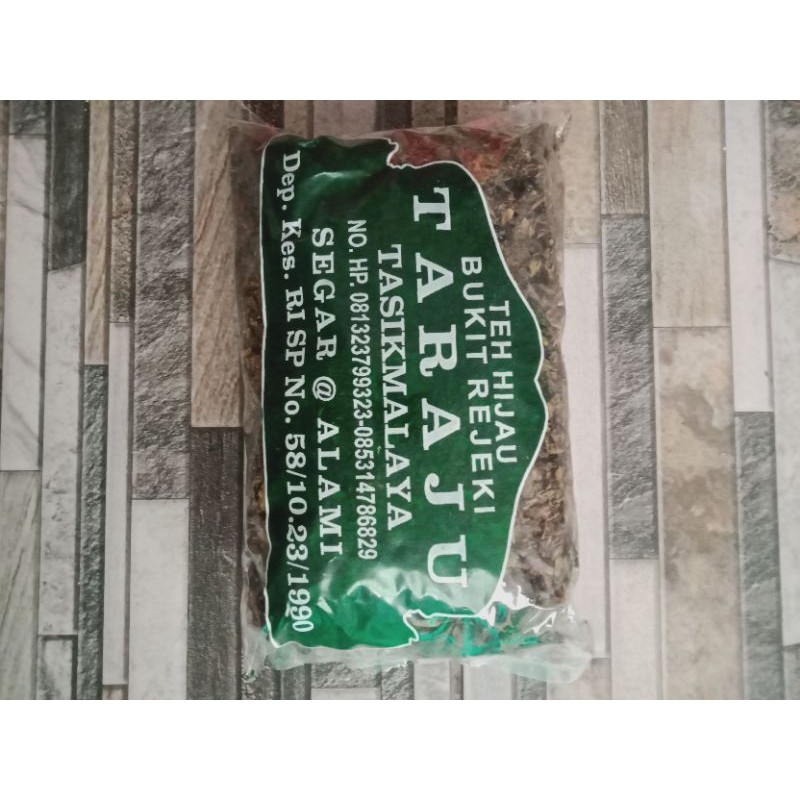 TEH HIJAU
BUKIT REJEKI
TARAJU
TASIKMALAYA
NO. HP. 081323799323-085314786829
SEGAR @ ALAMI
Dep. Kes. RI SP No. 58/10.23/1990